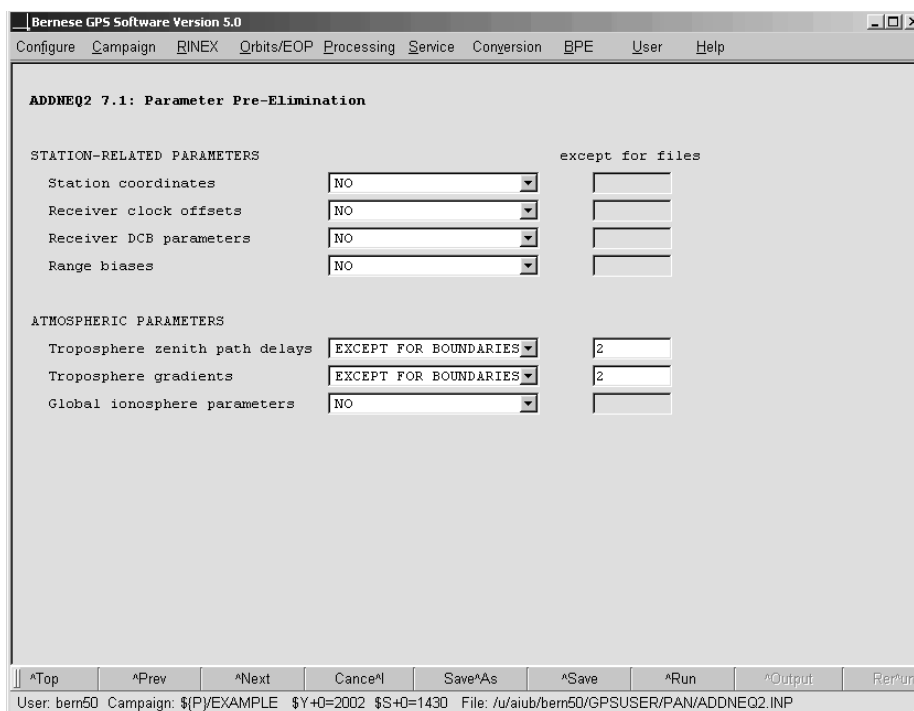 Bernese GPS Software Version 5.0
Configure Campaign RINEX Orbits/EOP Processing Service Conversion BPE User Help
ADDNEQ2 7.1: Parameter Pre-Elimination
STATION-RELATED PARAMETERS except for files
Station coordinates NO
Receiver clock offsets NO
Receiver DCB parameters NO
Range biases NO
ATMOSPHERIC PARAMETERS
Troposphere zenith path delays EXCEPT FOR BOUNDARIES 2
Troposphere gradients EXCEPT FOR BOUNDARIES 2
Global ionosphere parameters NO
^Top ^Prev ^Next Cance^l Save^As ^Save ^Run ^Output Rer^un
User: bern50 Campaign: ${P}/EXAMPLE $Y+0=2002 $S+0=1430 File: /u/aiub/bern50/GPSUSER/PAN/ADDNEQ2.INP